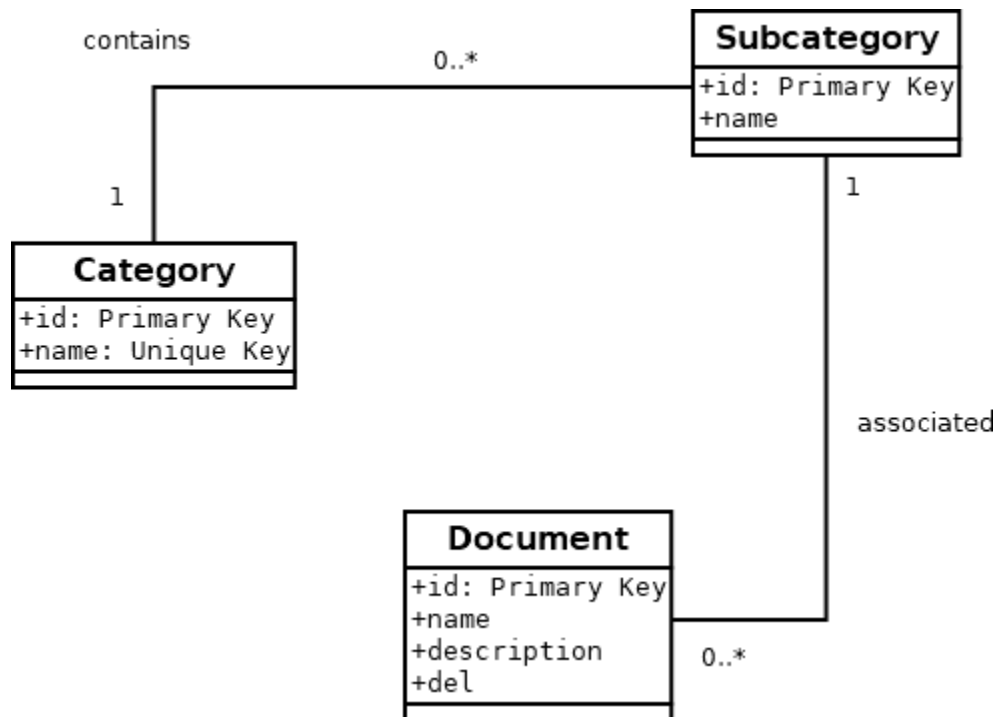 contains
0..*
Subcategory
+id: Primary Key
+name
1
1
Category
+id: Primary Key
+name: Unique Key
associated
Document
+id: Primary Key
+name
+description
+del
0..*